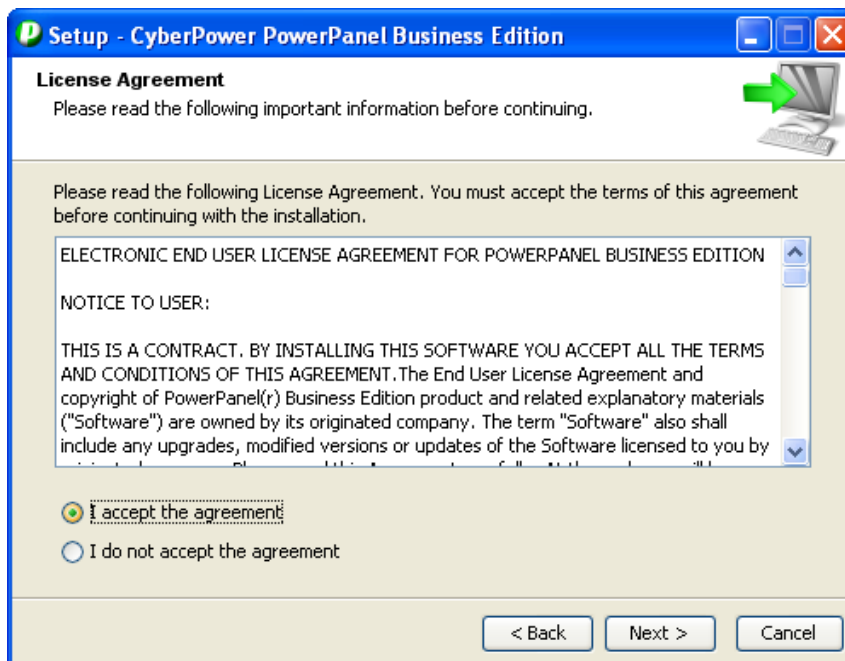 Setup - CyberPower PowerPanel Business Edition
License Agreement
Please read the following important information before continuing.
Please read the following License Agreement. You must accept the terms of this agreement
before continuing with the installation.
ELECTRONIC END USER LICENSE AGREEMENT FOR POWERPANEL BUSINESS EDITION
NOTICE TO USER:
THIS IS A CONTRACT. BY INSTALLING THIS SOFTWARE YOU ACCEPT ALL THE TERMS
AND CONDITIONS OF THIS AGREEMENT.The End User License Agreement and
copyright of PowerPanel(r) Business Edition product and related explanatory materials
("Software") are owned by its originated company. The term "Software" also shall
include any upgrades, modified versions or updates of the Software licensed to you by
I accept the agreement
I do not accept the agreement
< Back
Next >
Cancel